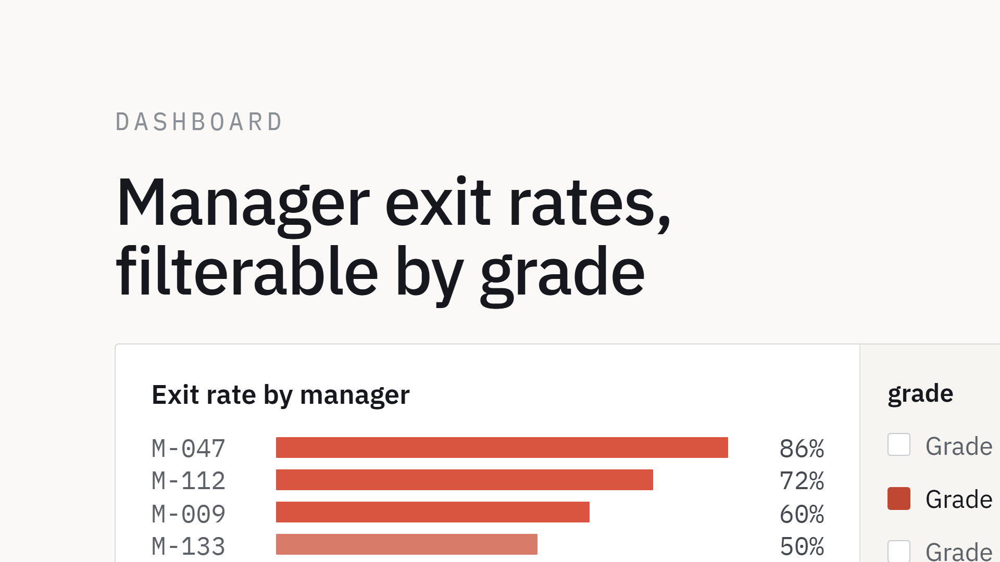 DASHBOARD
Manager exit rates,
filterable by grade
Exit rate by manager
M-047 86%
M-112 72%
M-009 60%
M-133 50%
grade
Grade
Grade
Grade